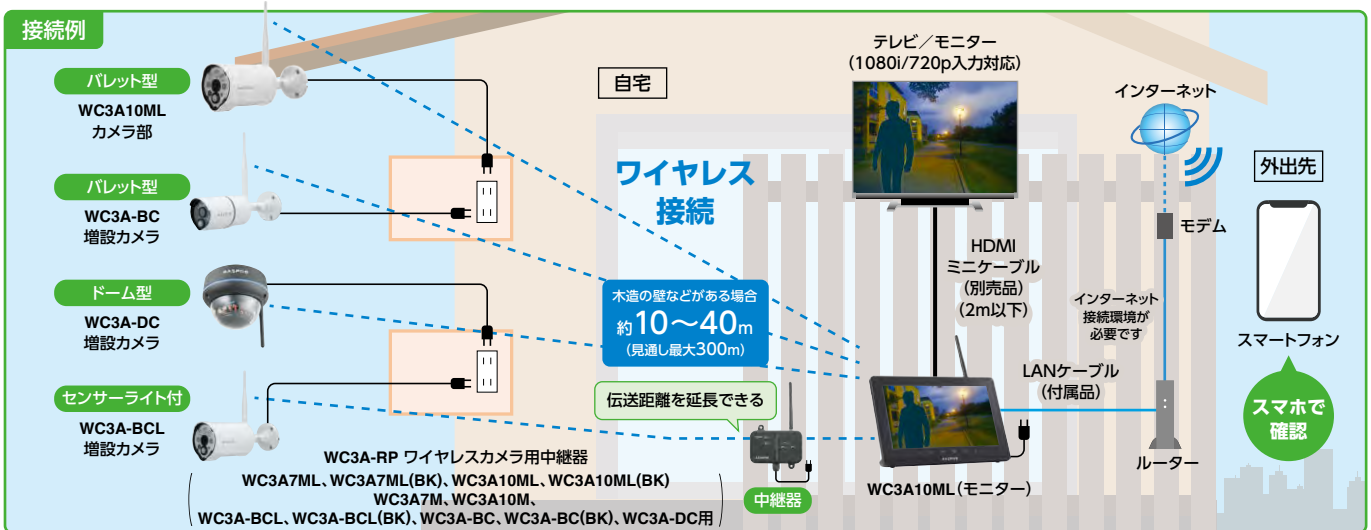 接続例
バレット型
WC3A10ML
カメラ部
バレット型
WC3A-BC
増設カメラ
ドーム型
WC3A-DC
増設カメラ
センサーライト付
WC3A-BCL
増設カメラ
自宅
ワイヤレス
接続
木造の壁などがある場合
約10〜40m
(見通し最大300m)
伝送距離を延長できる
中継器
WC3A-RP ワイヤレスカメラ用中継器
WC3A7ML、WC3A7ML(BK)、WC3A10ML、WC3A10ML(BK)
WC3A7M、WC3A10M、
WC3A-BCL、WC3A-BCL(BK)、WC3A-BC、WC3A-BC(BK)、WC3A-DC用
テレビ／モニター
(1080i/720p入力対応)
HDMI
ミニケーブル
(別売品)
(2m以下)
WC3A10ML(モニター)
LANケーブル
(付属品)
インターネット
接続環境が
必要です
インターネット
モデム
ルーター
外出先
スマートフォン
スマホで
確認